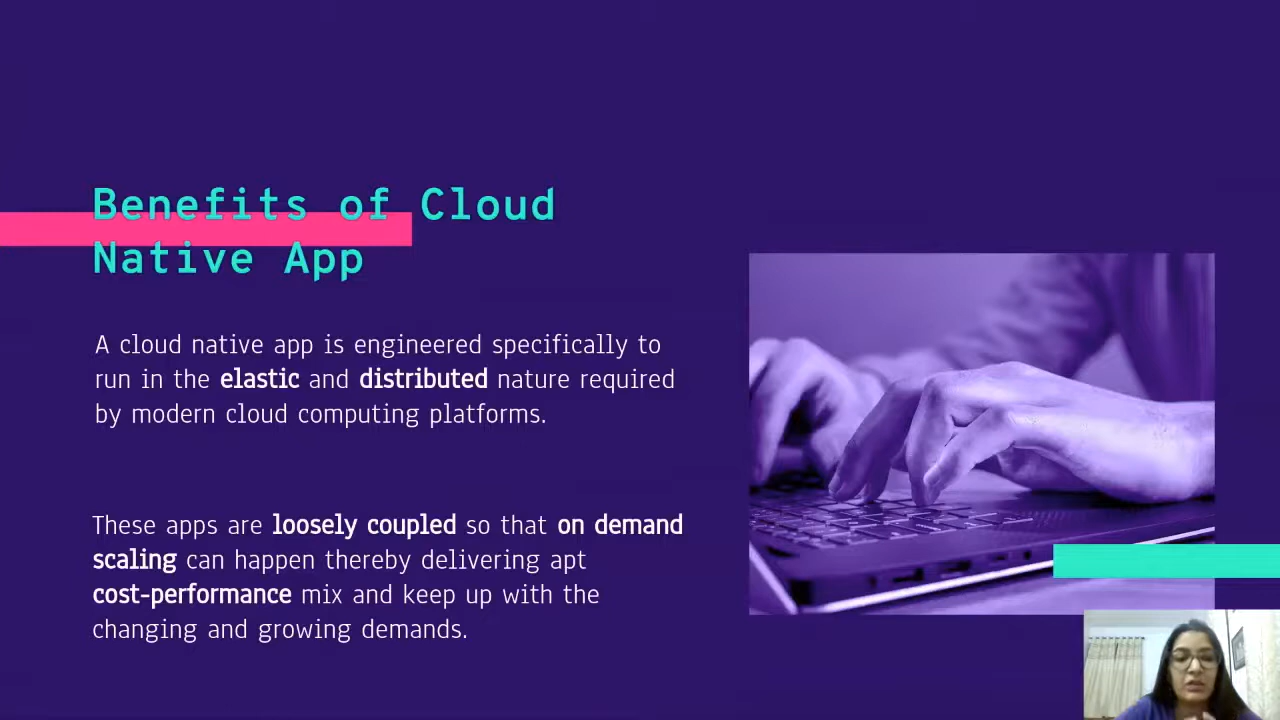 Benefits of Cloud
Native App
A cloud native app is engineered specifically to
run in the elastic and distributed nature required
by modern cloud computing platforms.
These apps are loosely coupled so that on demand
scaling can happen thereby delivering apt
cost-performance mix and keep up with the
changing and growing demands.